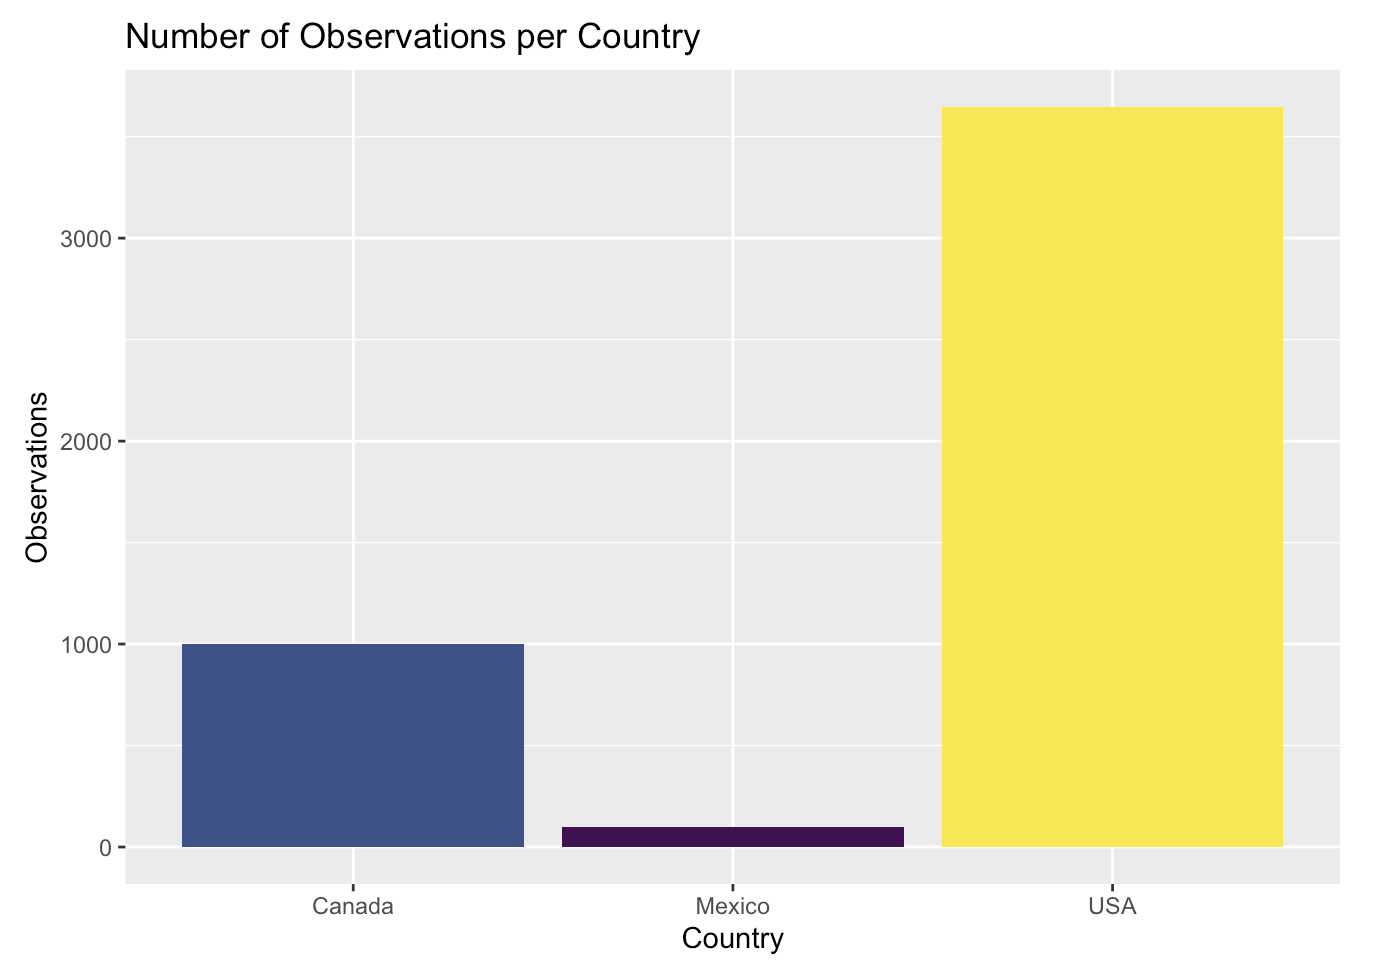 Number of Observations per Country
Observations
3000
2000
1000
0
Canada Mexico USA
Country